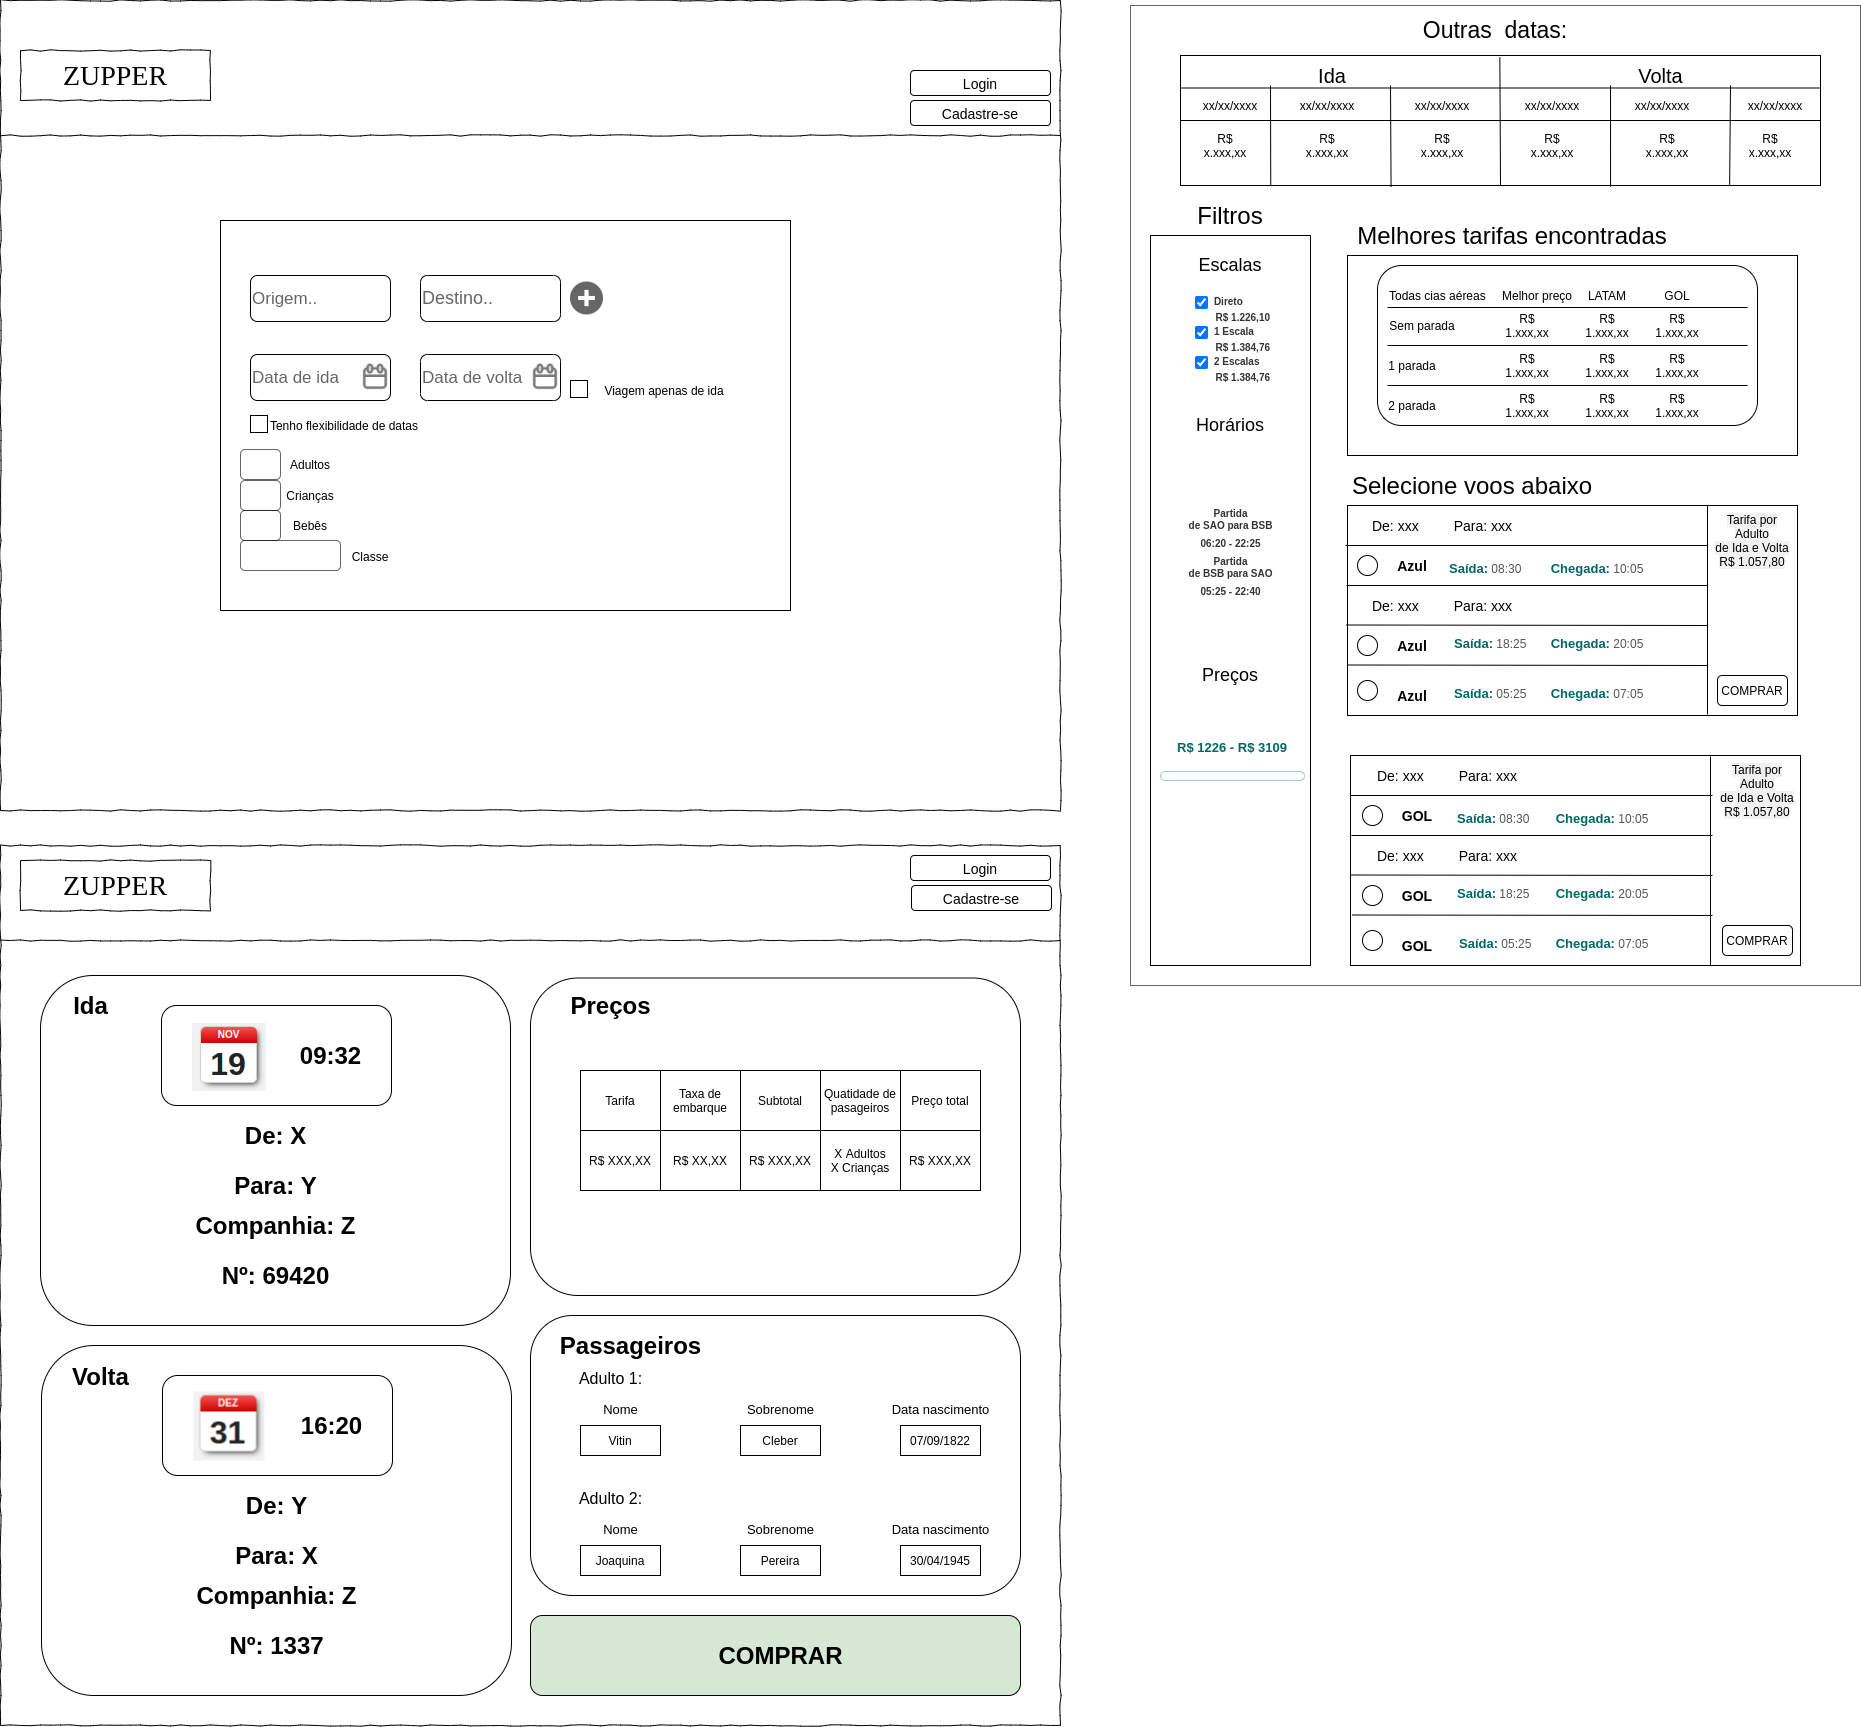 ZUPPER
Login
Cadastre-se
Origem..
Destino..
Data de ida
Data de volta
Viagem apenas de ida
Tenho flexibilidade de datas
Adultos
Crianças
Bebês
Classe
Outras datas:
Ida Volta
xx/xx/xxxx xx/xx/xxxx xx/xx/xxxx xx/xx/xxxx xx/xx/xxxx xx/xx/xxxx
R$ R$ R$ R$ R$ R$
x.xxx,xx x.xxx,xx x.xxx,xx x.xxx,xx x.xxx,xx x.xxx,xx
Filtros
Escalas
Direto
R$ 1.226,10
1 Escala
R$ 1.384,76
2 Escalas
R$ 1.384,76
Horários
Partida
de SAO para BSB
06:20 - 22:25
Partida
de BSB para SAO
05:25 - 22:40
Preços
R$ 1226 - R$ 3109
Melhores tarifas encontradas
Todas cias aéreas Melhor preço LATAM GOL
Sem parada
R$ R$ R$
1.xxx,xx 1.xxx,xx 1.xxx,xx
1 parada
R$ R$ R$
1.xxx,xx 1.xxx,xx 1.xxx,xx
2 parada
R$ R$ R$
1.xxx,xx 1.xxx,xx 1.xxx,xx
Selecione voos abaixo
De: xxx Para: xxx
Azul Saída: 08:30 Chegada: 10:05
De: xxx Para: xxx
Azul Saída: 18:25 Chegada: 20:05
Azul Saída: 05:25 Chegada: 07:05
Tarifa por
Adulto
de Ida e Volta
R$ 1.057,80
COMPRAR
De: xxx Para: xxx
GOL Saída: 08:30 Chegada: 10:05
De: xxx Para: xxx
GOL Saída: 18:25 Chegada: 20:05
GOL Saída: 05:25 Chegada: 07:05
Tarifa por
Adulto
de Ida e Volta
R$ 1.057,80
COMPRAR
ZUPPER
Login
Cadastre-se
Ida
NOV
19
09:32
De: X
Para: Y
Companhia: Z
Nº: 69420
Volta
DEZ
31
16:20
De: Y
Para: X
Companhia: Z
Nº: 1337
Preços
Tarifa
Taxa de
embarque
Subtotal
Quatidade de
pasageiros
Preço total
R$ XXX,XX
R$ XX,XX
R$ XXX,XX
X Adultos
X Crianças
R$ XXX,XX
Passageiros
Adulto 1:
Nome Sobrenome Data nascimento
Vitin Cleber 07/09/1822
Adulto 2:
Nome Sobrenome Data nascimento
Joaquina Pereira 30/04/1945
COMPRAR